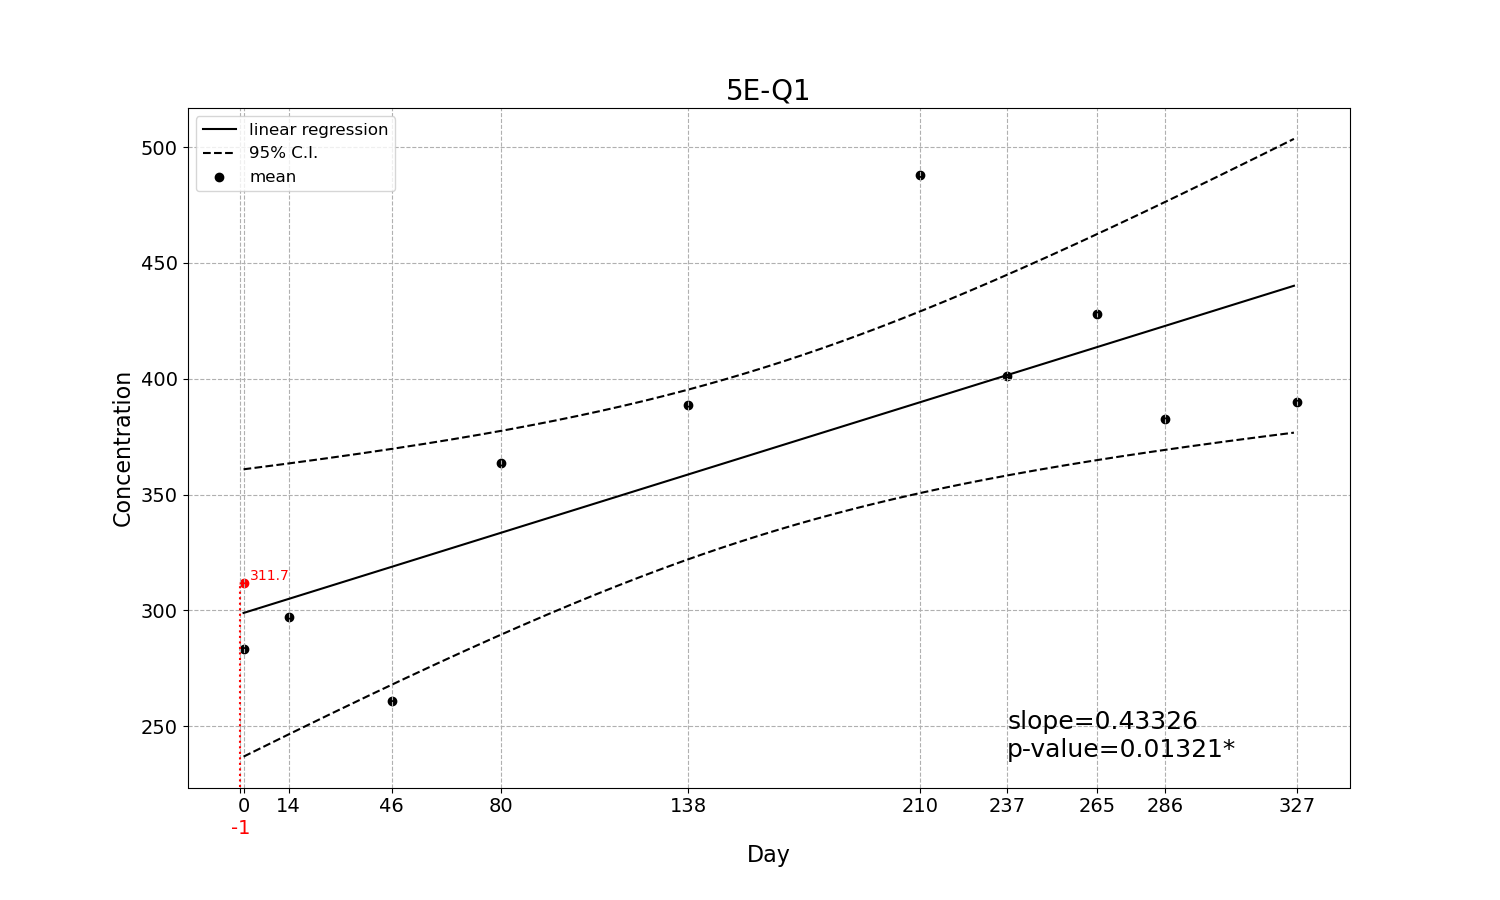 5E-Q1
linear regression
95% C.I.
mean
500
450
400
350
300
250
Concentration
311.7
slope=0.43326
p-value=0.01321*
0 14 46 80 138 210 237 265 286 327
-1
Day